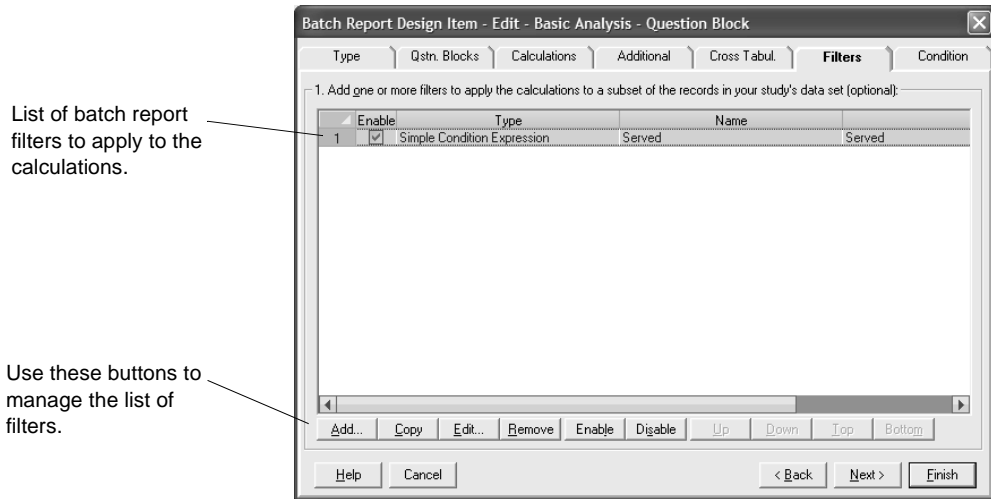 Batch Report Design Item - Edit - Basic Analysis - Question Block
Type Qstn. Blocks Calculations Additional Cross Tabul. Filters Condition
1. Add one or more filters to apply the calculations to a subset of the records in your study's data set (optional):
List of batch report
filters to apply to the
calculations.
Enable Type Name
1 Simple Condition Expression Served Served
Use these buttons to
manage the list of
filters.
Add... Copy Edit... Remove Enable Disable Up Down Top Bottom
Help Cancel < Back Next > Finish